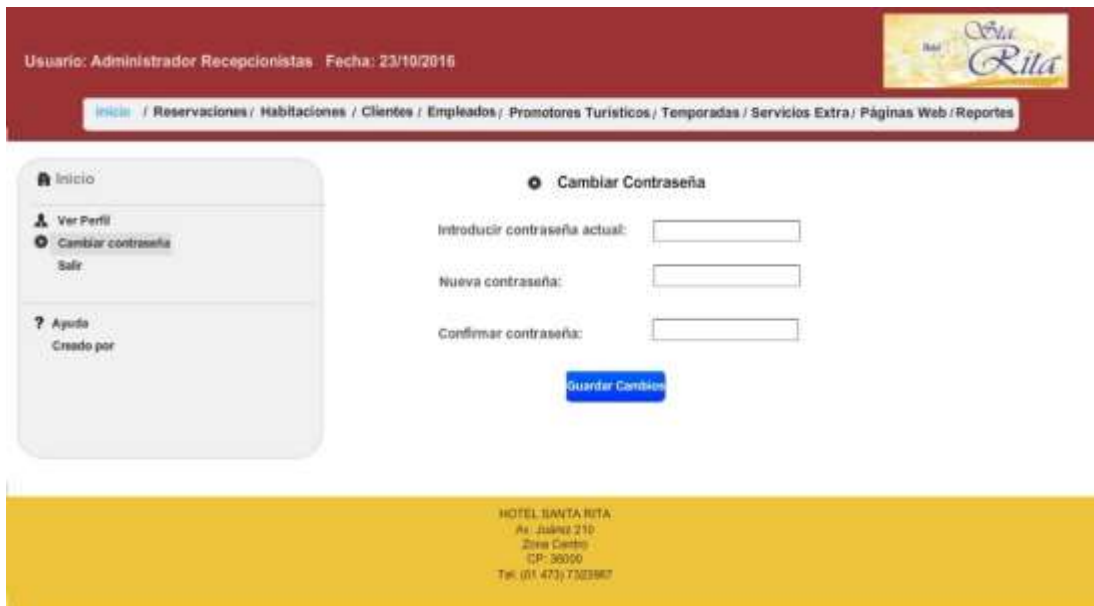 Usuario: Administrador Recepcionistas Fecha: 23/10/2016
Hotel Sta. Rita
Inicio / Reservaciones / Habitaciones / Clientes / Empleados / Promotores Turísticos / Temporadas / Servicios Extra / Páginas Web / Reportes
Inicio
Ver Perfil
Cambiar contraseña
Salir
? Ayuda
Creado por
Cambiar Contraseña
Introducir contraseña actual:
Nueva contraseña:
Confirmar contraseña:
Guardar Cambios
HOTEL SANTA RITA
Av. Juárez 210
Zona Centro
CP: 36000
Tel. (01 473)